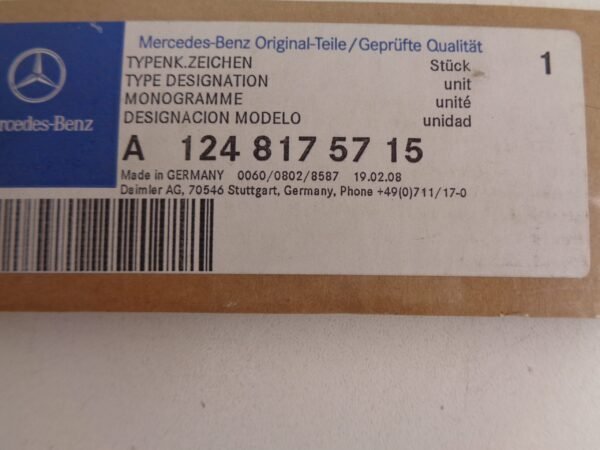 Mercedes-Benz Original-Teile/Geprüfte Qualität
TYPENK.ZEICHEN Stück 1
TYPE DESIGNATION unit
MONOGRAMME unité
DESIGNACION MODELO unidad
rcedes-Benz
A 124 817 57 15
Made in GERMANY 0060/0802/8587 19.02.08
Daimler AG, 70546 Stuttgart, Germany, Phone +49(0)711/17-0